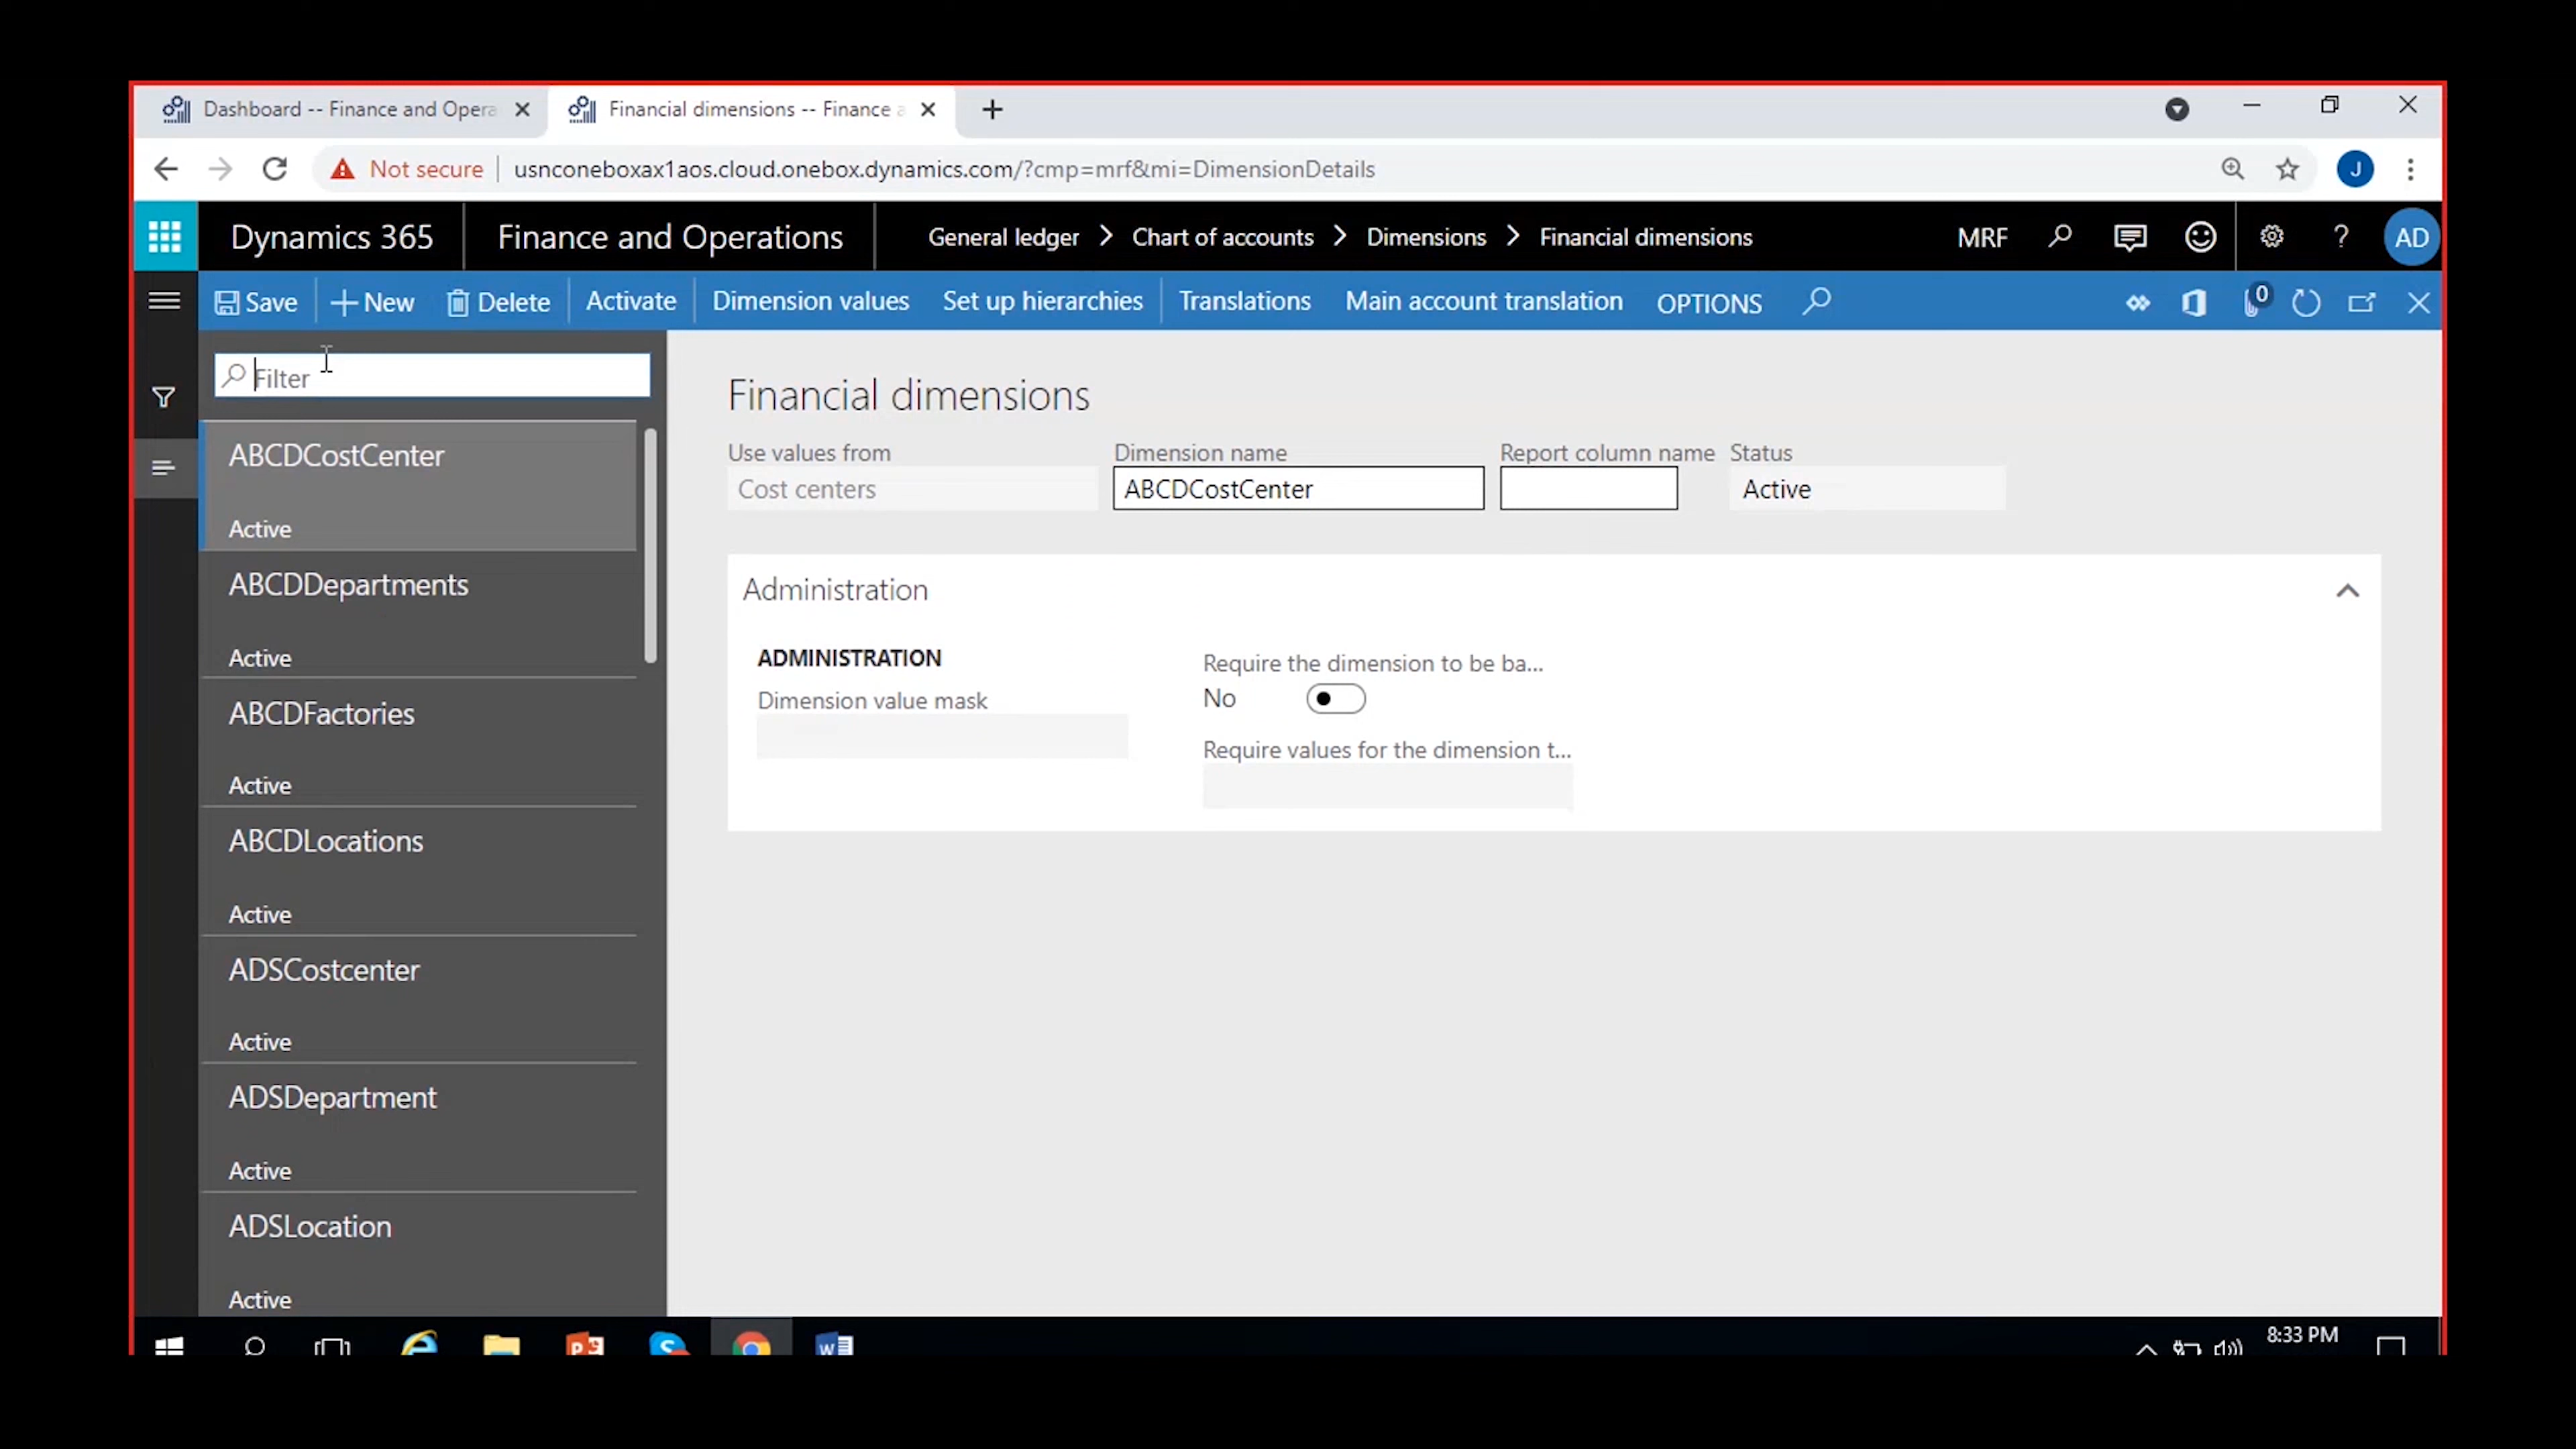 Dashboard -- Finance and Opera
Financial dimensions -- Finance a
Not secure
usnconeboxax1aos.cloud.onebox.dynamics.com/?cmp=mrf&mi=DimensionDetails
J
Dynamics 365
Finance and Operations
General ledger > Chart of accounts > Dimensions > Financial dimensions
MRF
?
AD
Save
+ New
Delete
Activate
Dimension values
Set up hierarchies
Translations
Main account translation
OPTIONS
0
Filter
ABCDCostCenter
Active
ABCDDepartments
Active
ABCDFactories
Active
ABCDLocations
Active
ADSCostcenter
Active
ADSDepartment
Active
ADSLocation
Active
Financial dimensions
Use values from
Dimension name
Report column name
Status
Cost centers
ABCDCostCenter
Active
Administration
ADMINISTRATION
Dimension value mask
Require the dimension to be ba...
No
Require values for the dimension t...
8:33 PM